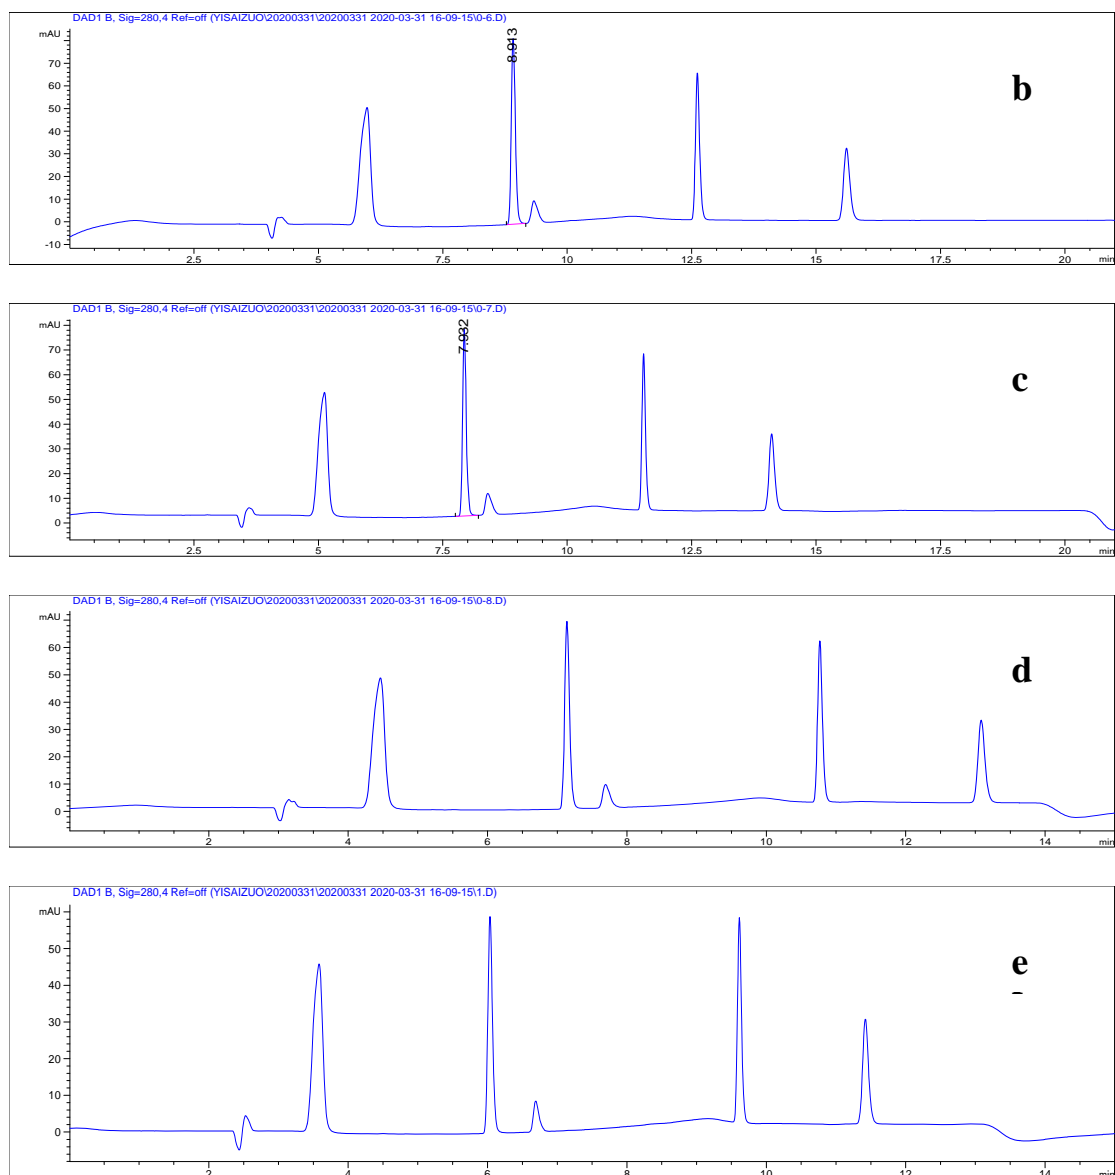 DAD1 B, Sig=280,4 Ref=off (YISAIZUO\20200331\20200331 2020-03-31 16-09-15\0-6.D)
mAU
8.913
70
60
50
40
30
20
10
0
-10
b
2.5 5 7.5 10 12.5 15 17.5 20 min
DAD1 B, Sig=280,4 Ref=off (YISAIZUO\20200331\20200331 2020-03-31 16-09-15\0-7.D)
mAU
7.932
70
60
50
40
30
20
10
0
c
2.5 5 7.5 10 12.5 15 17.5 20 min
DAD1 B, Sig=280,4 Ref=off (YISAIZUO\20200331\20200331 2020-03-31 16-09-15\0-8.D)
mAU
60
50
40
30
20
10
0
d
2 4 6 8 10 12 14 min
DAD1 B, Sig=280,4 Ref=off (YISAIZUO\20200331\20200331 2020-03-31 16-09-15\1.D)
mAU
50
40
30
20
10
0
e
2 4 6 8 10 12 14 min